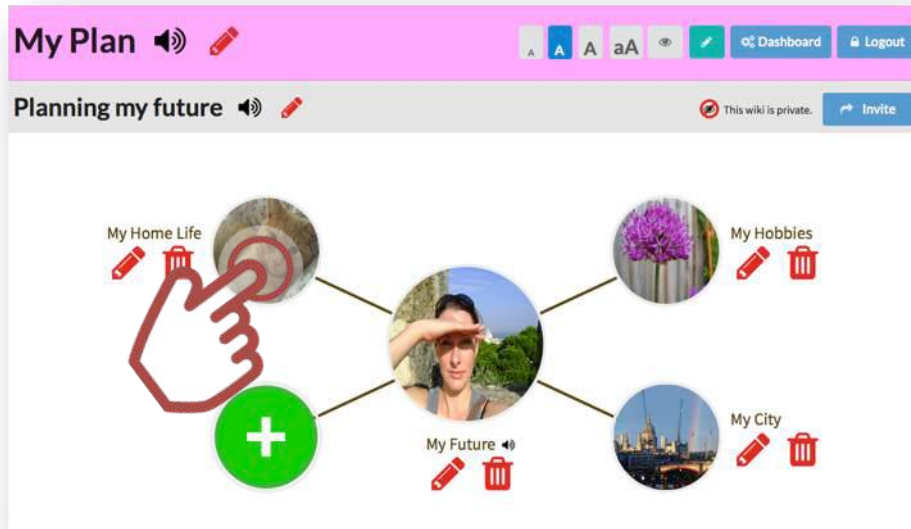 My Plan
A A A aA Dashboard Logout
Planning my future
This wiki is private. Invite
My Home Life
My Hobbies
My Future
My City